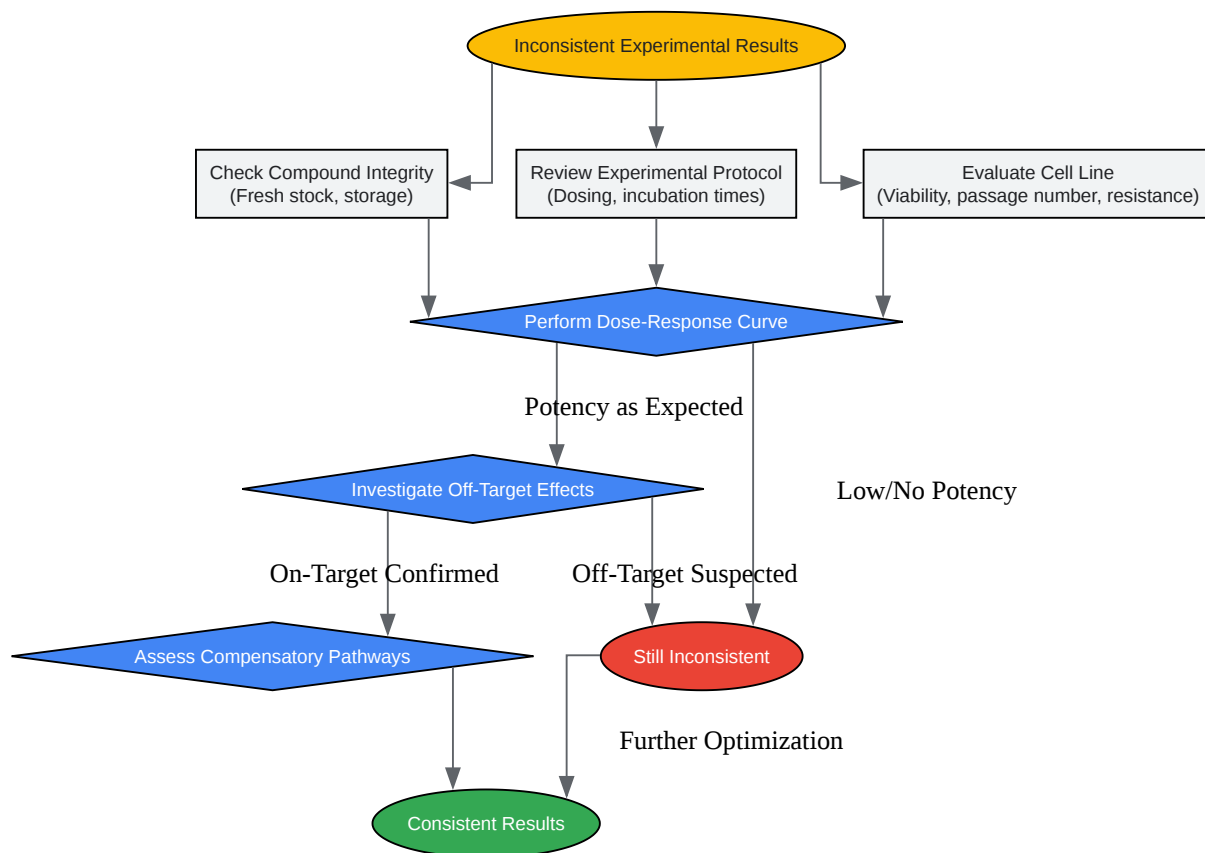 Inconsistent Experimental Results
Check Compound Integrity
(Fresh stock, storage)
Review Experimental Protocol
(Dosing, incubation times)
Evaluate Cell Line
(Viability, passage number, resistance)
Perform Dose-Response Curve
Potency as Expected
Investigate Off-Target Effects
Low/No Potency
On-Target Confirmed
Off-Target Suspected
Assess Compensatory Pathways
Still Inconsistent
Further Optimization
Consistent Results